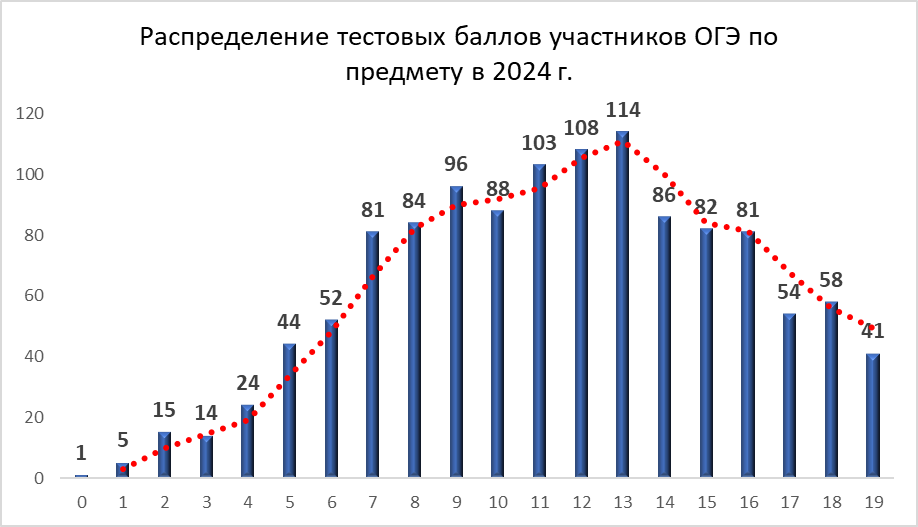 Распределение тестовых баллов участников ОГЭ по
предмету в 2024 г.
120
100
80
60
40
20
0
1 5 15 14 24 44 52 81 84 96 88 103 108 114 86 82 81 54 58 41
0 1 2 3 4 5 6 7 8 9 10 11 12 13 14 15 16 17 18 19